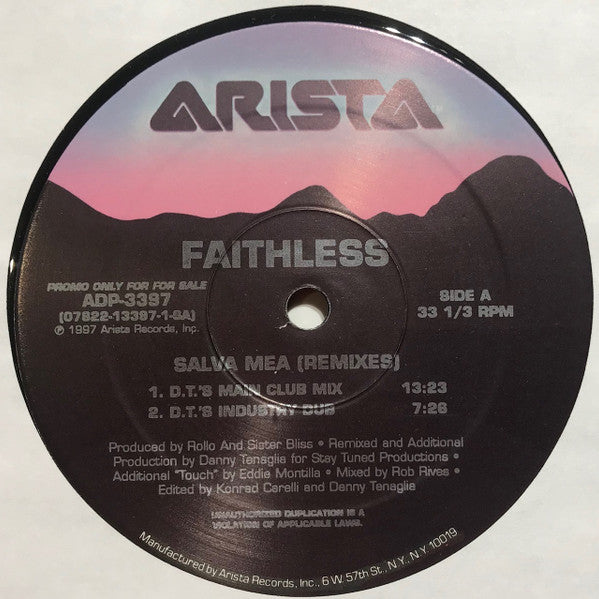 ARISTA
FAITHLESS
PROMO ONLY FOR FOR SALE
ADP-3397
(07822-13397-1-SA)
℗ 1997 Arista Records, Inc.
SIDE A
33 1/3 RPM
SALVA MEA (REMIXES)
1. D.T.'S MAIN CLUB MIX 13:23
2. D.T.'S INDUSTRY DUB 7:26
Produced by Rollo And Sister Bliss • Remixed and Additional
Production by Danny Tenaglia for Stay Tuned Productions •
Additional "Touch" by Eddie Montilla • Mixed by Rob Rives •
Edited by Konrad Carelli and Danny Tenaglia
UNAUTHORIZED DUPLICATION IS A
VIOLATION OF APPLICABLE LAWS.
Manufactured by Arista Records, Inc., 6 W. 57th St., N.Y., N.Y. 10019